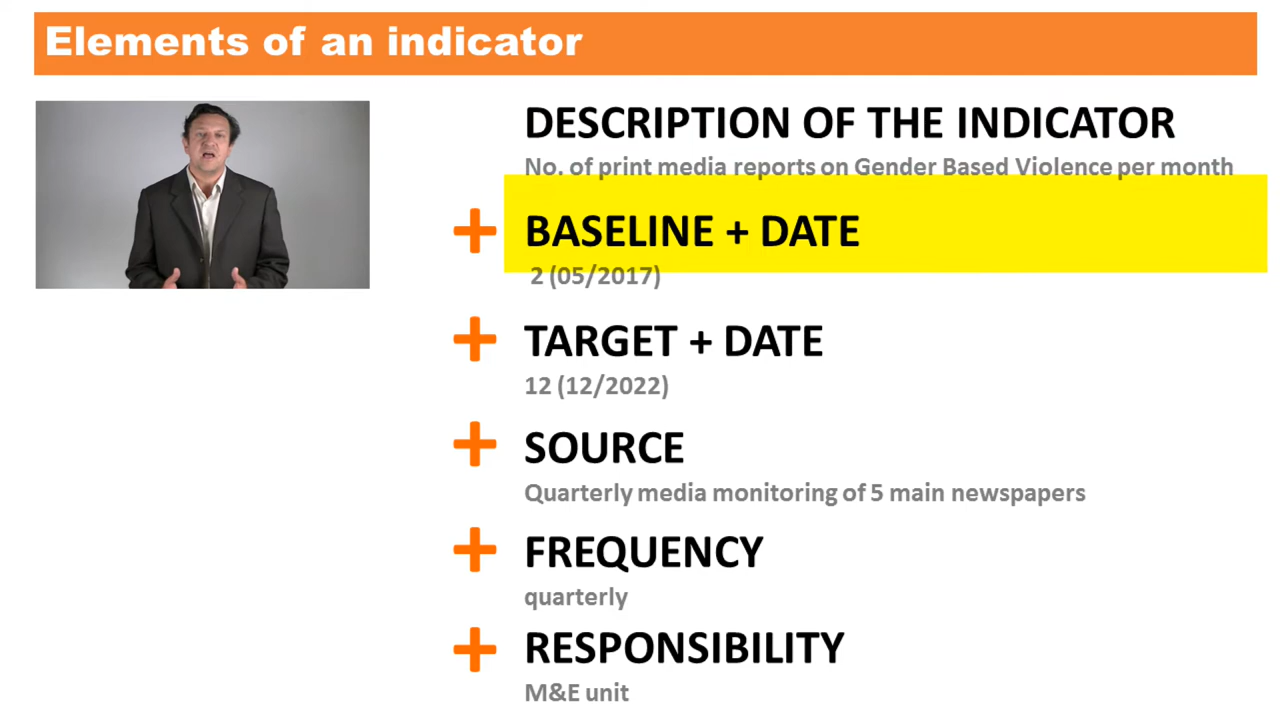 Elements of an indicator
DESCRIPTION OF THE INDICATOR
No. of print media reports on Gender Based Violence per month
+ BASELINE + DATE
2 (05/2017)
+ TARGET + DATE
12 (12/2022)
+ SOURCE
Quarterly media monitoring of 5 main newspapers
+ FREQUENCY
quarterly
+ RESPONSIBILITY
M&E unit